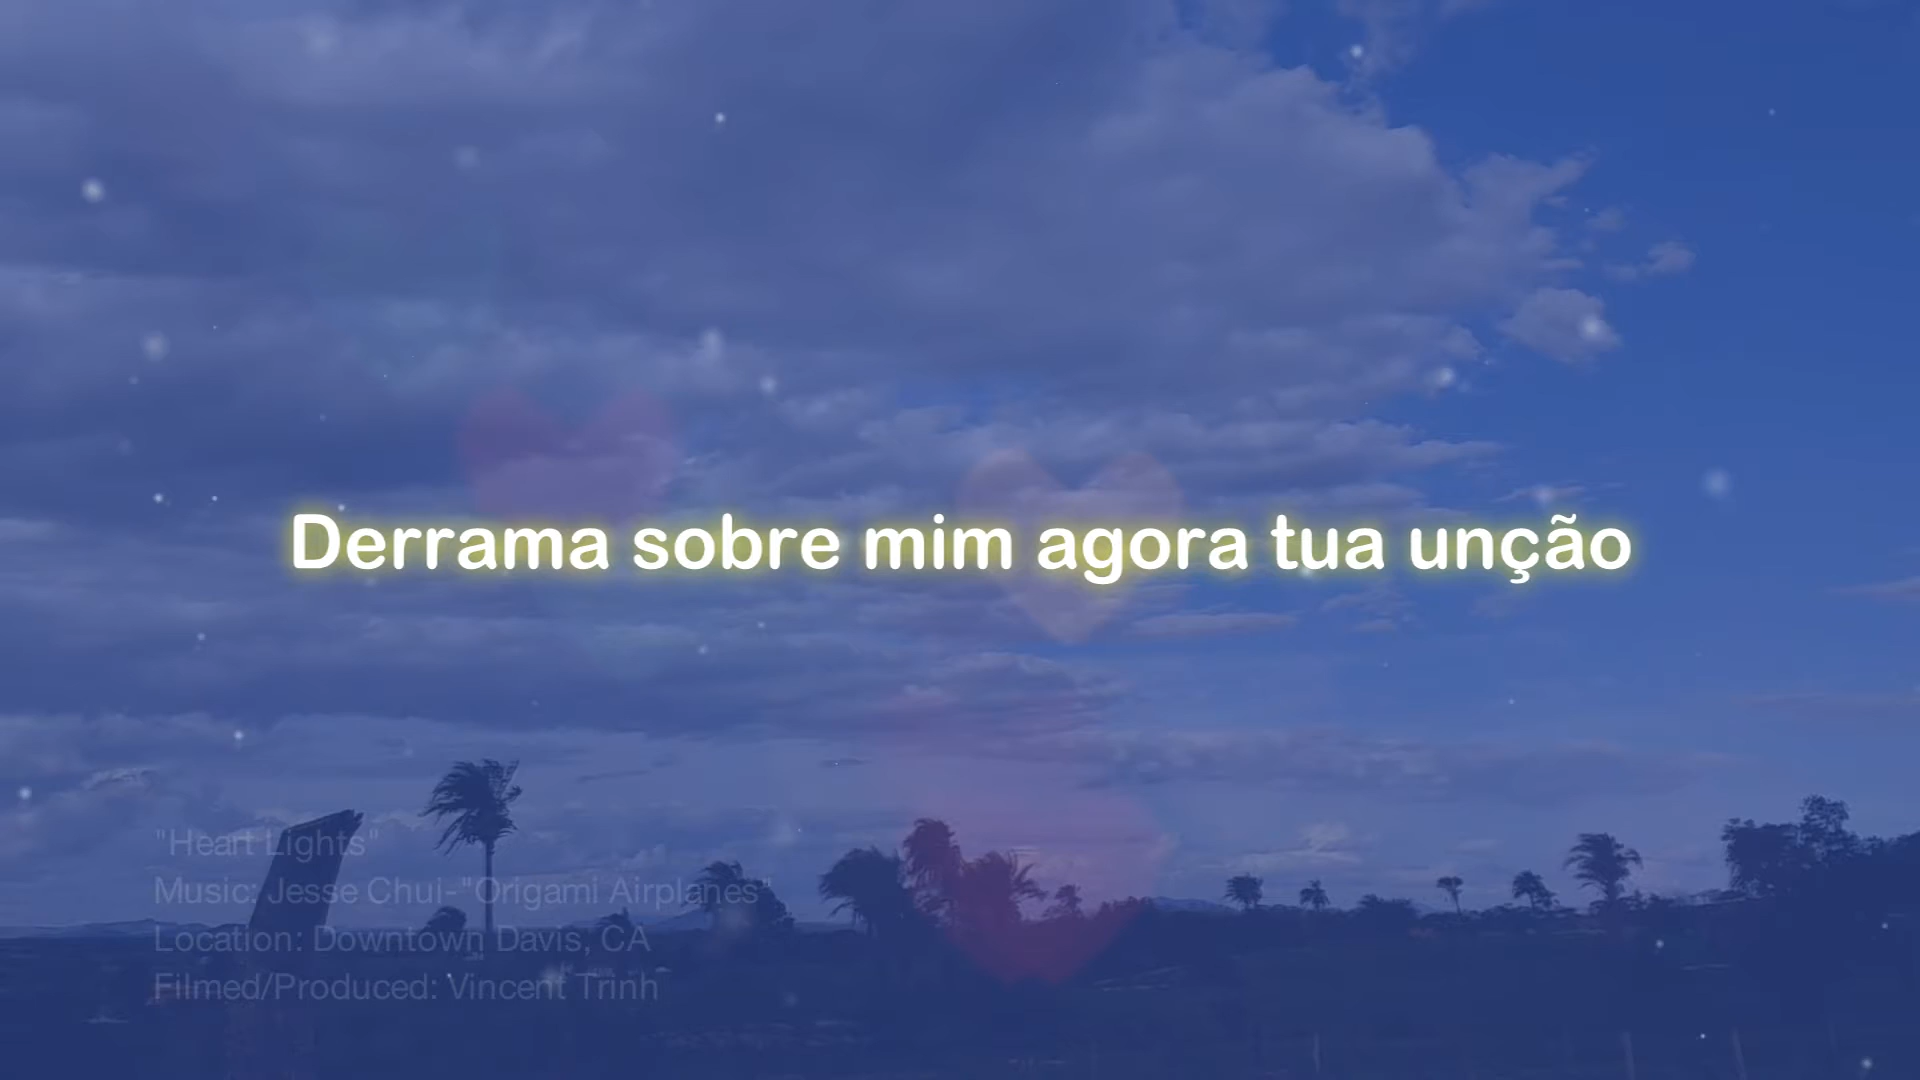 Derrama sobre mim agora tua unção
"Heart Lights"
Music: Jesse Chui-"Origami Airplanes"
Location: Downtown Davis, CA
Filmed/Produced: Vincent Trinh